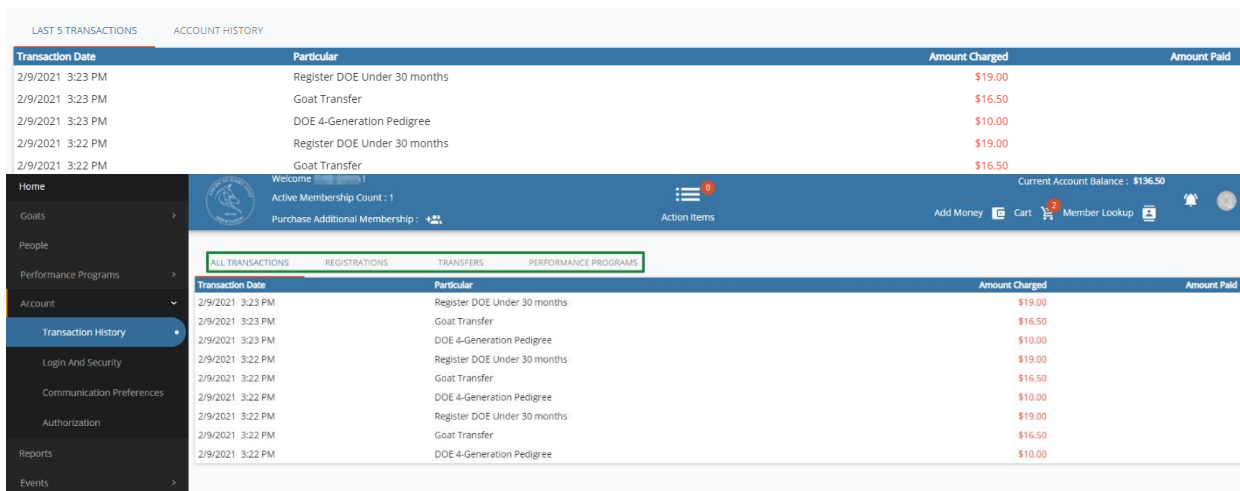 LAST 5 TRANSACTIONS ACCOUNT HISTORY
Transaction Date Particular Amount Charged Amount Paid
2/9/2021 3:23 PM Register DOE Under 30 months $19.00
2/9/2021 3:23 PM Goat Transfer $16.50
2/9/2021 3:23 PM DOE 4-Generation Pedigree $10.00
2/9/2021 3:22 PM Register DOE Under 30 months $19.00
2/9/2021 3:22 PM Goat Transfer $16.50
Home
Goats
People
Performance Programs
Account
Transaction History
Login And Security
Communication Preferences
Authorization
Reports
Events
Welcome !
Active Membership Count : 1
Purchase Additional Membership :
0
Action Items
Current Account Balance : $136.50
Add Money Cart 2 Member Lookup
ALL TRANSACTIONS REGISTRATIONS TRANSFERS PERFORMANCE PROGRAMS
Transaction Date Particular Amount Charged Amount Paid
2/9/2021 3:23 PM Register DOE Under 30 months $19.00
2/9/2021 3:23 PM Goat Transfer $16.50
2/9/2021 3:23 PM DOE 4-Generation Pedigree $10.00
2/9/2021 3:22 PM Register DOE Under 30 months $19.00
2/9/2021 3:22 PM Goat Transfer $16.50
2/9/2021 3:22 PM DOE 4-Generation Pedigree $10.00
2/9/2021 3:22 PM Register DOE Under 30 months $19.00
2/9/2021 3:22 PM Goat Transfer $16.50
2/9/2021 3:22 PM DOE 4-Generation Pedigree $10.00